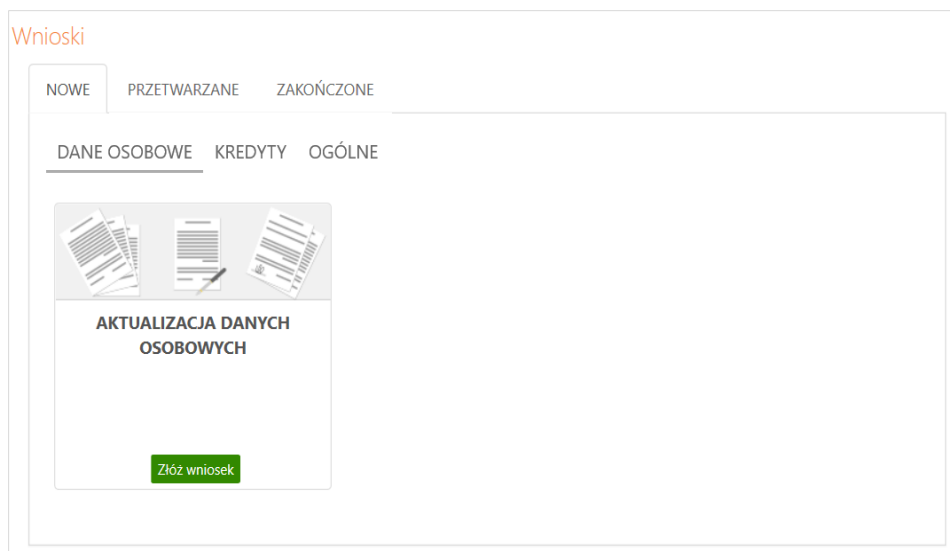 Wnioski
NOWE PRZETWARZANE ZAKOŃCZONE
DANE OSOBOWE KREDYTY OGÓLNE
AKTUALIZACJA DANYCH
OSOBOWYCH
Złóż wniosek